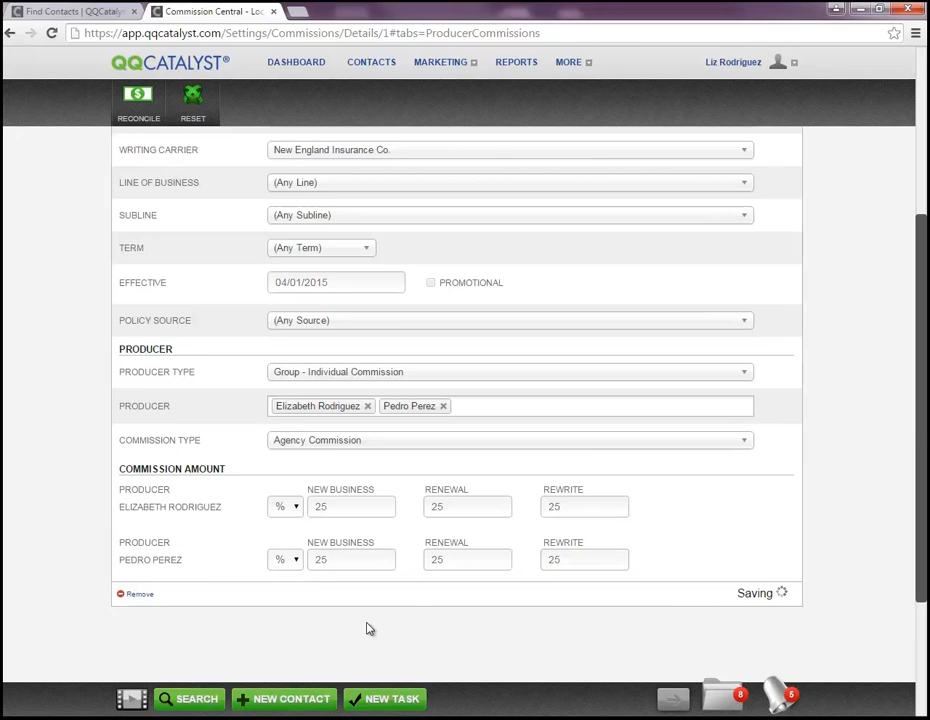 Find Contacts | QQCatalys
Commission Central - Loc
https://app.qqcatalyst.com/Settings/Commissions/Details/1#tabs=ProducerCommissions
QQCATALYST®
DASHBOARD
CONTACTS
MARKETING
REPORTS
MORE
Liz Rodriguez
RECONCILE
RESET
WRITING CARRIER
New England Insurance Co.
LINE OF BUSINESS
(Any Line)
SUBLINE
(Any Subline)
TERM
(Any Term)
EFFECTIVE
04/01/2015
PROMOTIONAL
POLICY SOURCE
(Any Source)
PRODUCER
PRODUCER TYPE
Group - Individual Commission
PRODUCER
Elizabeth Rodriguez
Pedro Perez
COMMISSION TYPE
Agency Commission
COMMISSION AMOUNT
PRODUCER
NEW BUSINESS
RENEWAL
REWRITE
ELIZABETH RODRIGUEZ
%
25
25
25
PRODUCER
NEW BUSINESS
RENEWAL
REWRITE
PEDRO PEREZ
%
25
25
25
Remove
Saving
SEARCH
NEW CONTACT
NEW TASK
8
5